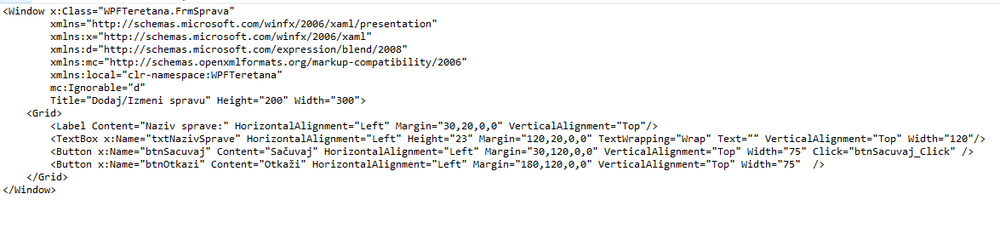 <Window x:Class="WPFTeretana.FrmSprava"
        xmlns="http://schemas.microsoft.com/winfx/2006/xaml/presentation"
        xmlns:x="http://schemas.microsoft.com/winfx/2006/xaml"
        xmlns:d="http://schemas.microsoft.com/expression/blend/2008"
        xmlns:mc="http://schemas.openxmlformats.org/markup-compatibility/2006"
        xmlns:local="clr-namespace:WPFTeretana"
        mc:Ignorable="d"
        Title="Dodaj/Izmeni spravu" Height="200" Width="300">
    <Grid>
        <Label Content="Naziv sprave:" HorizontalAlignment="Left" Margin="30,20,0,0" VerticalAlignment="Top"/>
        <TextBox x:Name="txtNazivSprave" HorizontalAlignment="Left" Height="23" Margin="120,20,0,0" TextWrapping="Wrap" Text="" VerticalAlignment="Top" Width="120"/>
        <Button x:Name="btnSacuvaj" Content="Sačuvaj" HorizontalAlignment="Left" Margin="30,120,0,0" VerticalAlignment="Top" Width="75" Click="btnSacuvaj_Click" />
        <Button x:Name="btnOtkazi" Content="Otkaži" HorizontalAlignment="Left" Margin="180,120,0,0" VerticalAlignment="Top" Width="75"  />
    </Grid>
</Window>